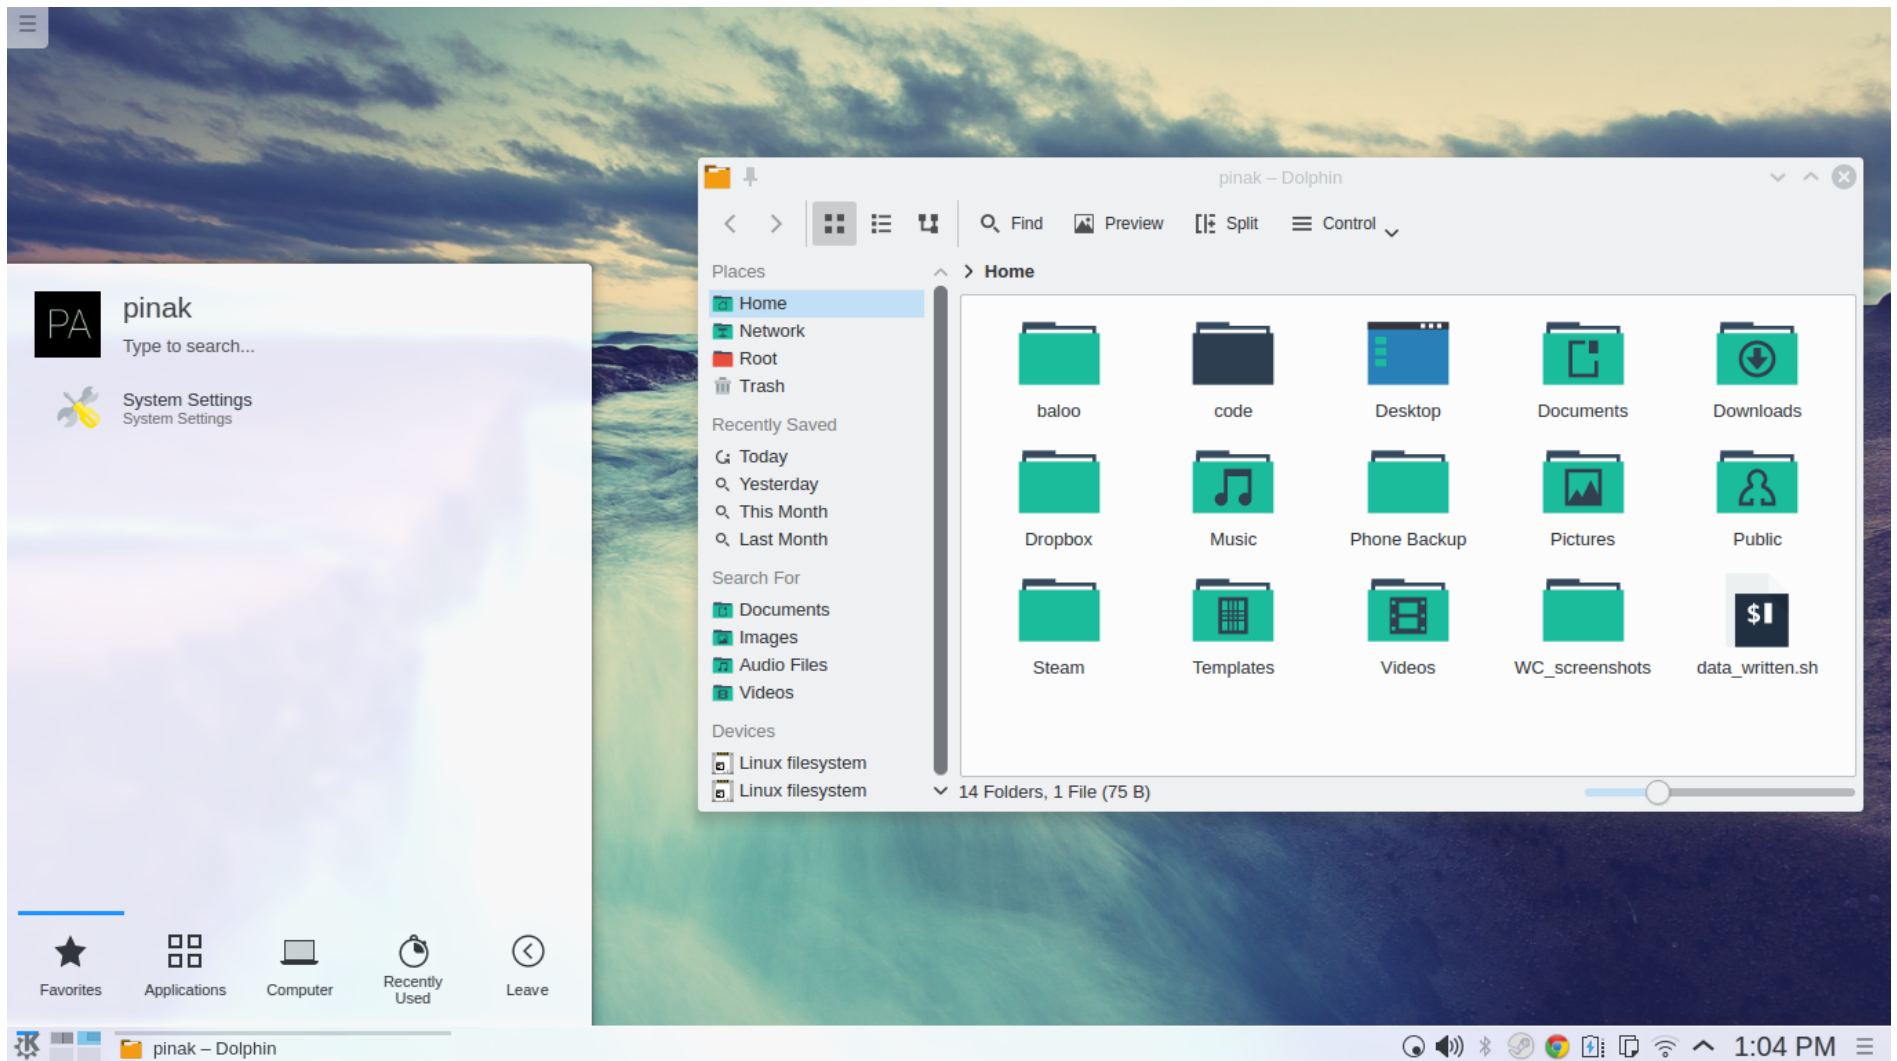 pinak – Dolphin
Find
Preview
Split
Control
Places
Home
Home
Network
Root
Trash
Recently Saved
Today
Yesterday
This Month
Last Month
Search For
Documents
Images
Audio Files
Videos
Devices
Linux filesystem
Linux filesystem
baloo
code
Desktop
Documents
Downloads
Dropbox
Music
Phone Backup
Pictures
Public
$
Steam
Templates
Videos
WC_screenshots
data_written.sh
14 Folders, 1 File (75 B)
PA
pinak
Type to search...
System Settings
System Settings
Favorites
Applications
Computer
Recently
Used
Leave
K
pinak – Dolphin
1:04 PM